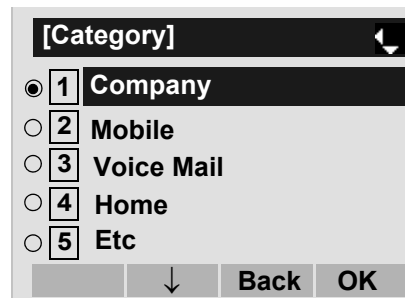 [Category]
1 Company
2 Mobile
3 Voice Mail
4 Home
5 Etc
↓ Back OK